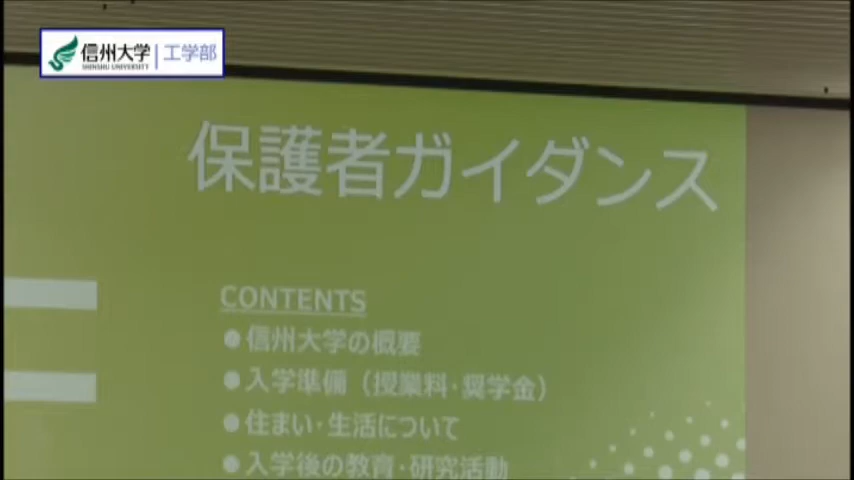 信州大学 工学部
SHINSHU UNIVERSITY
保護者ガイダンス
CONTENTS
●信州大学の概要
●入学準備（授業料・奨学金）
●住まい・生活について
●入学後の教育・研究活動